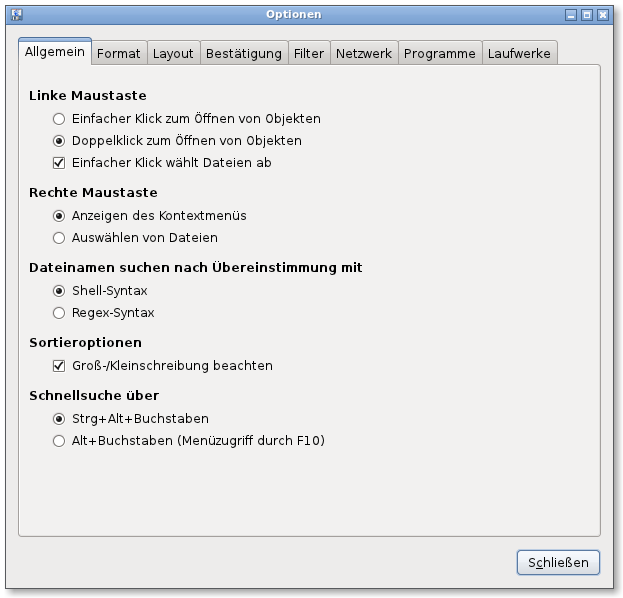 Optionen
Allgemein Format Layout Bestätigung Filter Netzwerk Programme Laufwerke
Linke Maustaste
Einfacher Klick zum Öffnen von Objekten
Doppelklick zum Öffnen von Objekten
Einfacher Klick wählt Dateien ab
Rechte Maustaste
Anzeigen des Kontextmenüs
Auswählen von Dateien
Dateinamen suchen nach Übereinstimmung mit
Shell-Syntax
Regex-Syntax
Sortieroptionen
Groß-/Kleinschreibung beachten
Schnellsuche über
Strg+Alt+Buchstaben
Alt+Buchstaben (Menüzugriff durch F10)
Schließen